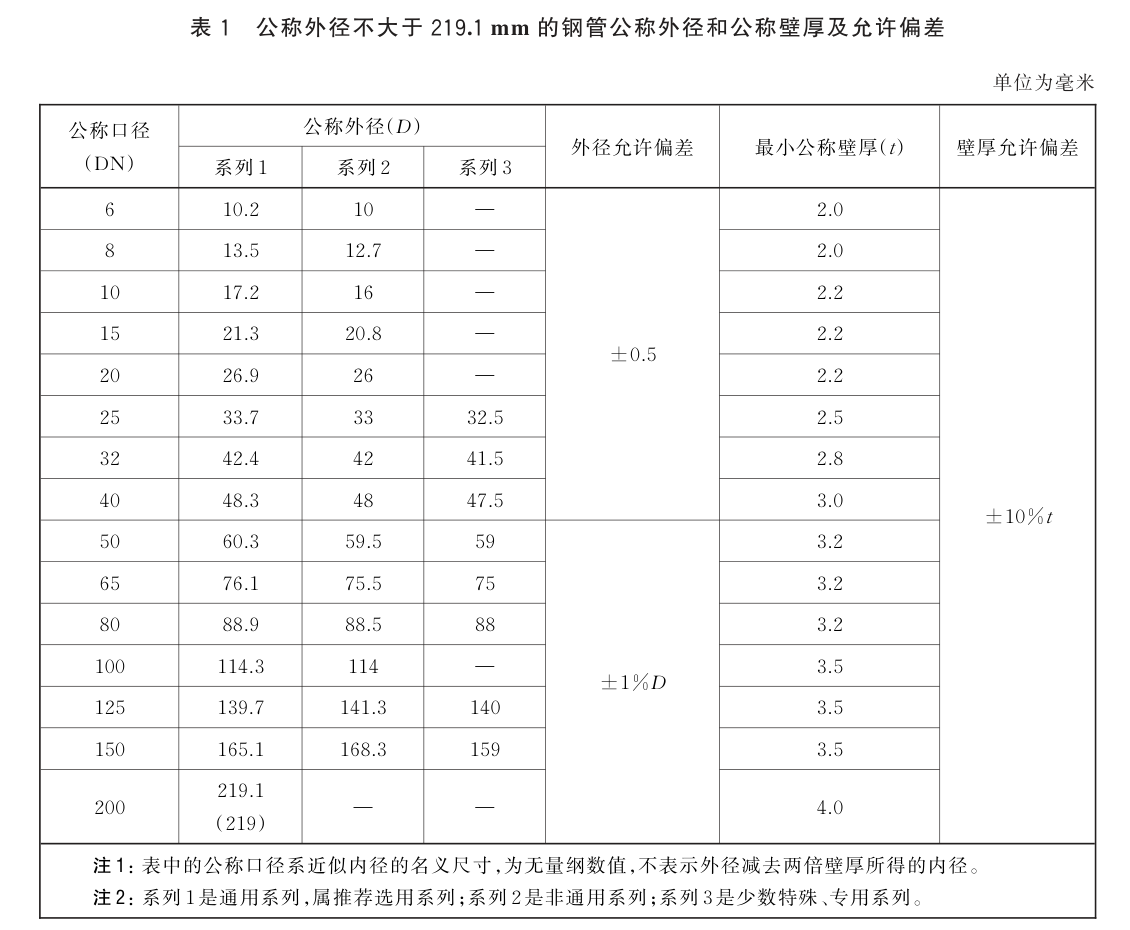 表 1 公称外径不大于 219.1 mm 的钢管公称外径和公称壁厚及允许偏差
单位为毫米
公称口径(DN) 公称外径(D) 外径允许偏差 最小公称壁厚(t) 壁厚允许偏差
系列1 系列2 系列3
6 10.2 10 — ±0.5 2.0 ±10%t
8 13.5 12.7 — 2.0
10 17.2 16 — 2.2
15 21.3 20.8 — 2.2
20 26.9 26 — 2.2
25 33.7 33 32.5 2.5
32 42.4 42 41.5 2.8
40 48.3 48 47.5 3.0
50 60.3 59.5 59 ±1%D 3.2
65 76.1 75.5 75 3.2
80 88.9 88.5 88 3.2
100 114.3 114 — 3.5
125 139.7 141.3 140 3.5
150 165.1 168.3 159 3.5
200 219.1(219) — — 4.0
注1：表中的公称口径系近似内径的名义尺寸,为无量纲数值,不表示外径减去两倍壁厚所得的内径。
注2：系列1是通用系列,属推荐选用系列;系列2是非通用系列;系列3是少数特殊、专用系列。